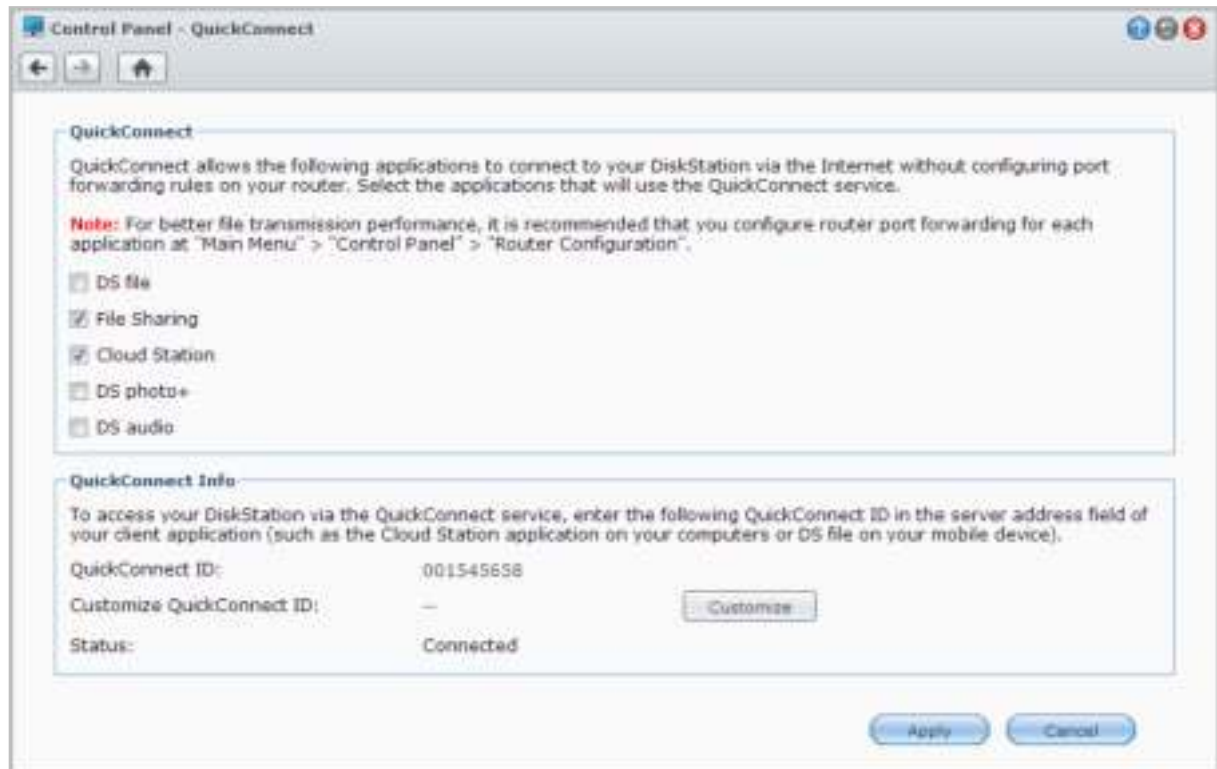 Control Panel - QuickConnect
QuickConnect
QuickConnect allows the following applications to connect to your DiskStation via the Internet without configuring port
forwarding rules on your router. Select the applications that will use the QuickConnect service.
Note: For better file transmission performance, it is recommended that you configure router port forwarding for each
application at "Main Menu" > "Control Panel" > "Router Configuration".
DS file
File Sharing
Cloud Station
DS photo+
DS audio
QuickConnect Info
To access your DiskStation via the QuickConnect service, enter the following QuickConnect ID in the server address field of
your client application (such as the Cloud Station application on your computers or DS file on your mobile device).
QuickConnect ID: 001545658
Customize QuickConnect ID: -- Customize
Status: Connected
Apply Cancel